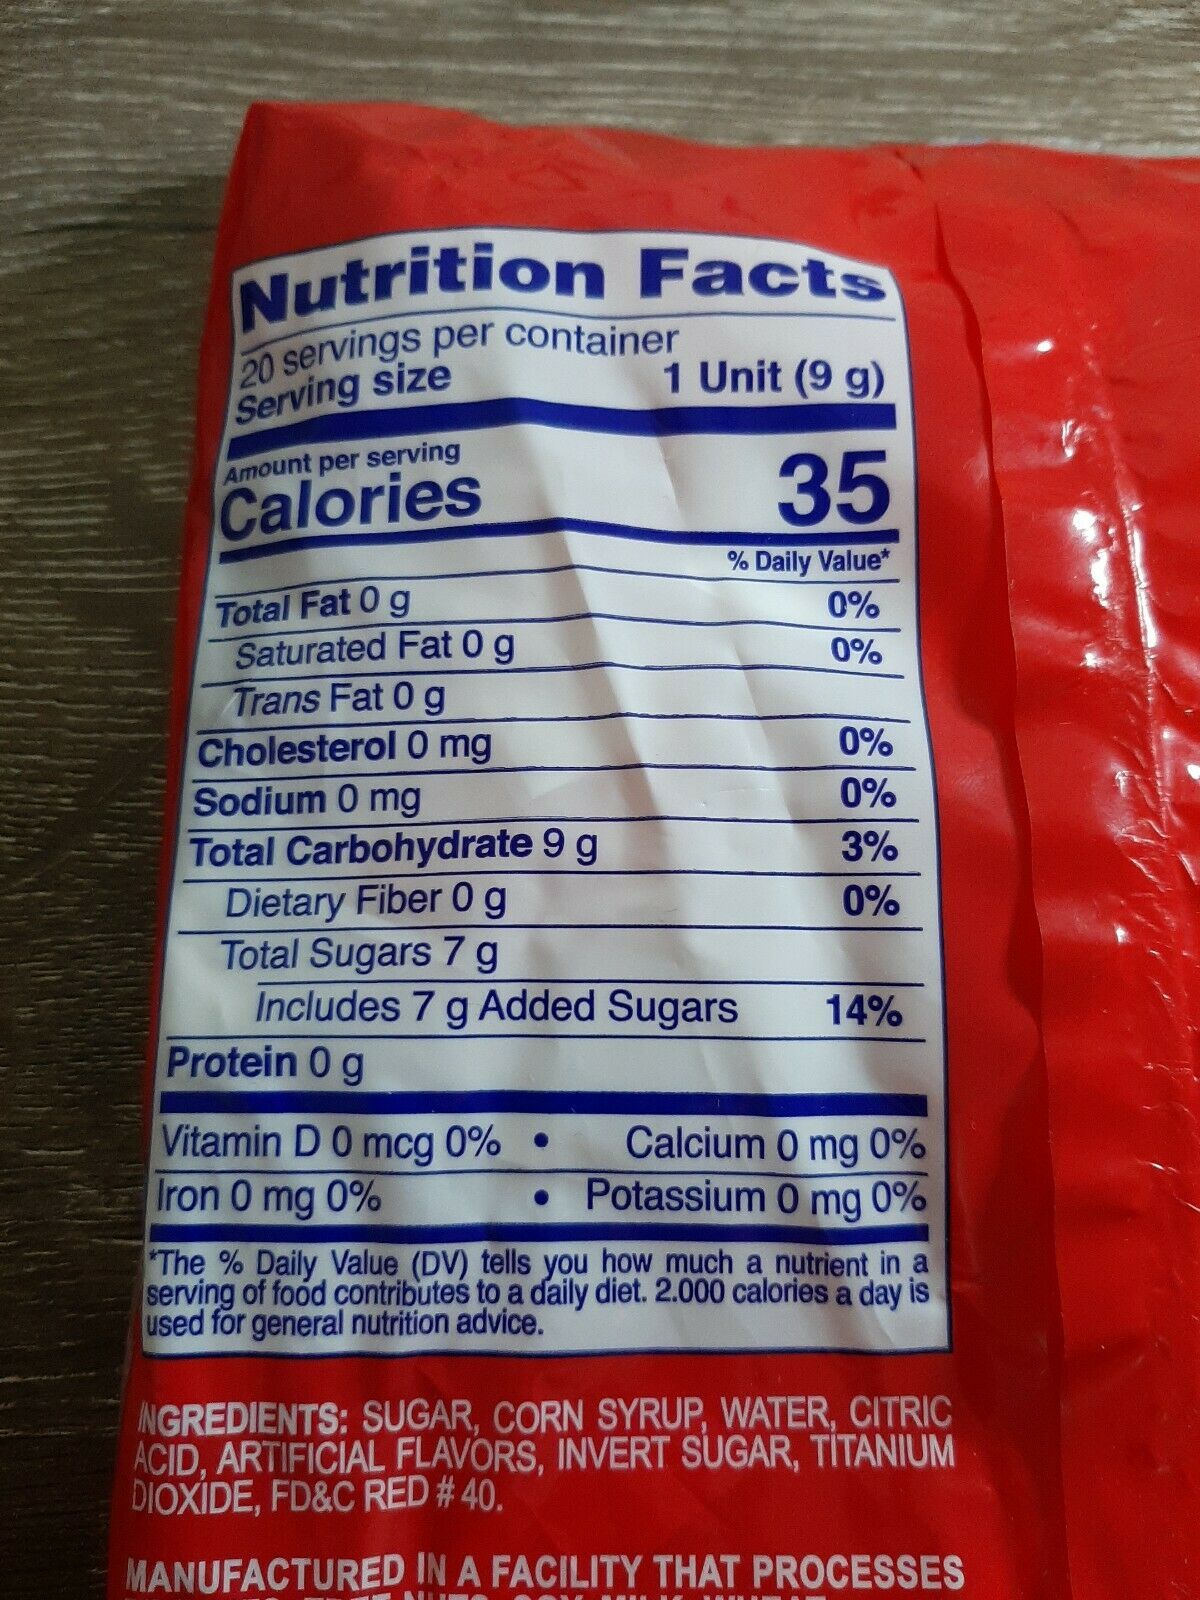 Nutrition Facts
20 servings per container
Serving size 1 Unit (9 g)
Amount per serving
Calories 35
% Daily Value*
Total Fat 0 g 0%
Saturated Fat 0 g 0%
Trans Fat 0 g
Cholesterol 0 mg 0%
Sodium 0 mg 0%
Total Carbohydrate 9 g 3%
Dietary Fiber 0 g 0%
Total Sugars 7 g
Includes 7 g Added Sugars 14%
Protein 0 g
Vitamin D 0 mcg 0% • Calcium 0 mg 0%
Iron 0 mg 0% • Potassium 0 mg 0%
*The % Daily Value (DV) tells you how much a nutrient in a
serving of food contributes to a daily diet. 2.000 calories a day is
used for general nutrition advice.
INGREDIENTS: SUGAR, CORN SYRUP, WATER, CITRIC
ACID, ARTIFICIAL FLAVORS, INVERT SUGAR, TITANIUM
DIOXIDE, FD&C RED # 40.
MANUFACTURED IN A FACILITY THAT PROCESSES